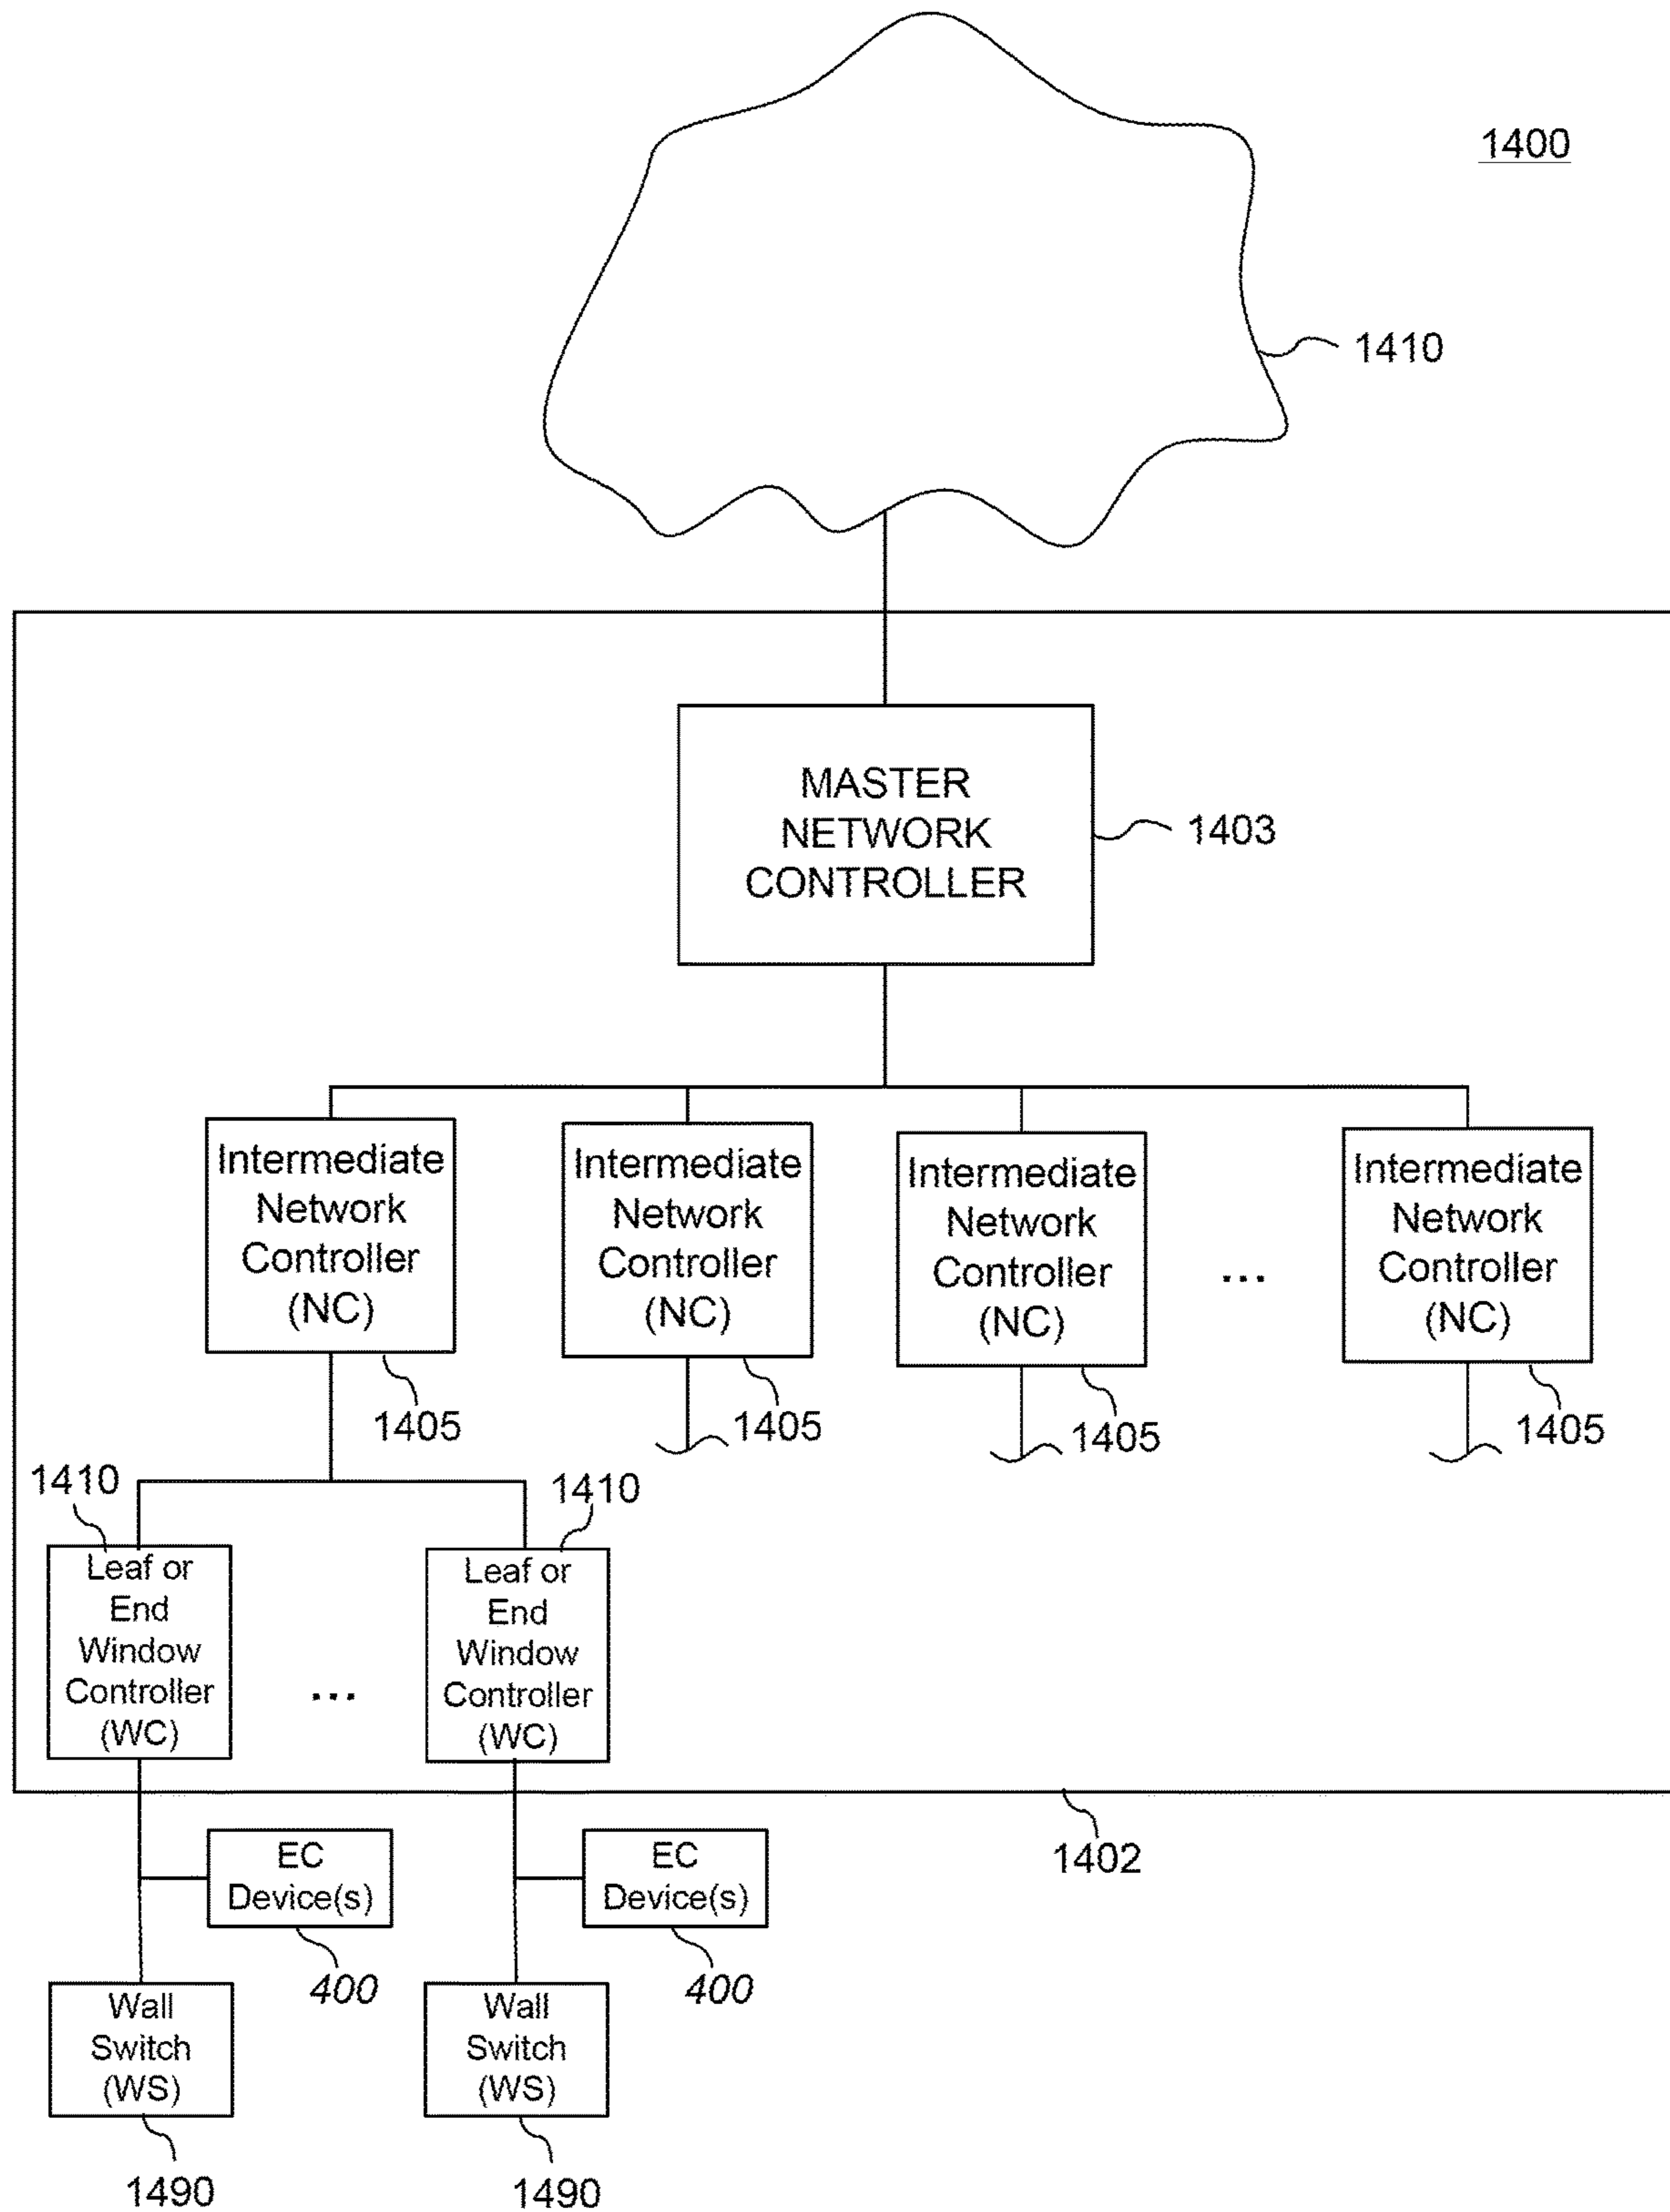 1400
1410
MASTER
NETWORK
CONTROLLER
1403
Intermediate
Network
Controller
(NC)
1405
Intermediate
Network
Controller
(NC)
1405
Intermediate
Network
Controller
(NC)
1405
...
Intermediate
Network
Controller
(NC)
1405
1410
Leaf or
End
Window
Controller
(WC)
...
1410
Leaf or
End
Window
Controller
(WC)
1402
EC
Device(s)
400
EC
Device(s)
400
Wall
Switch
(WS)
1490
Wall
Switch
(WS)
1490